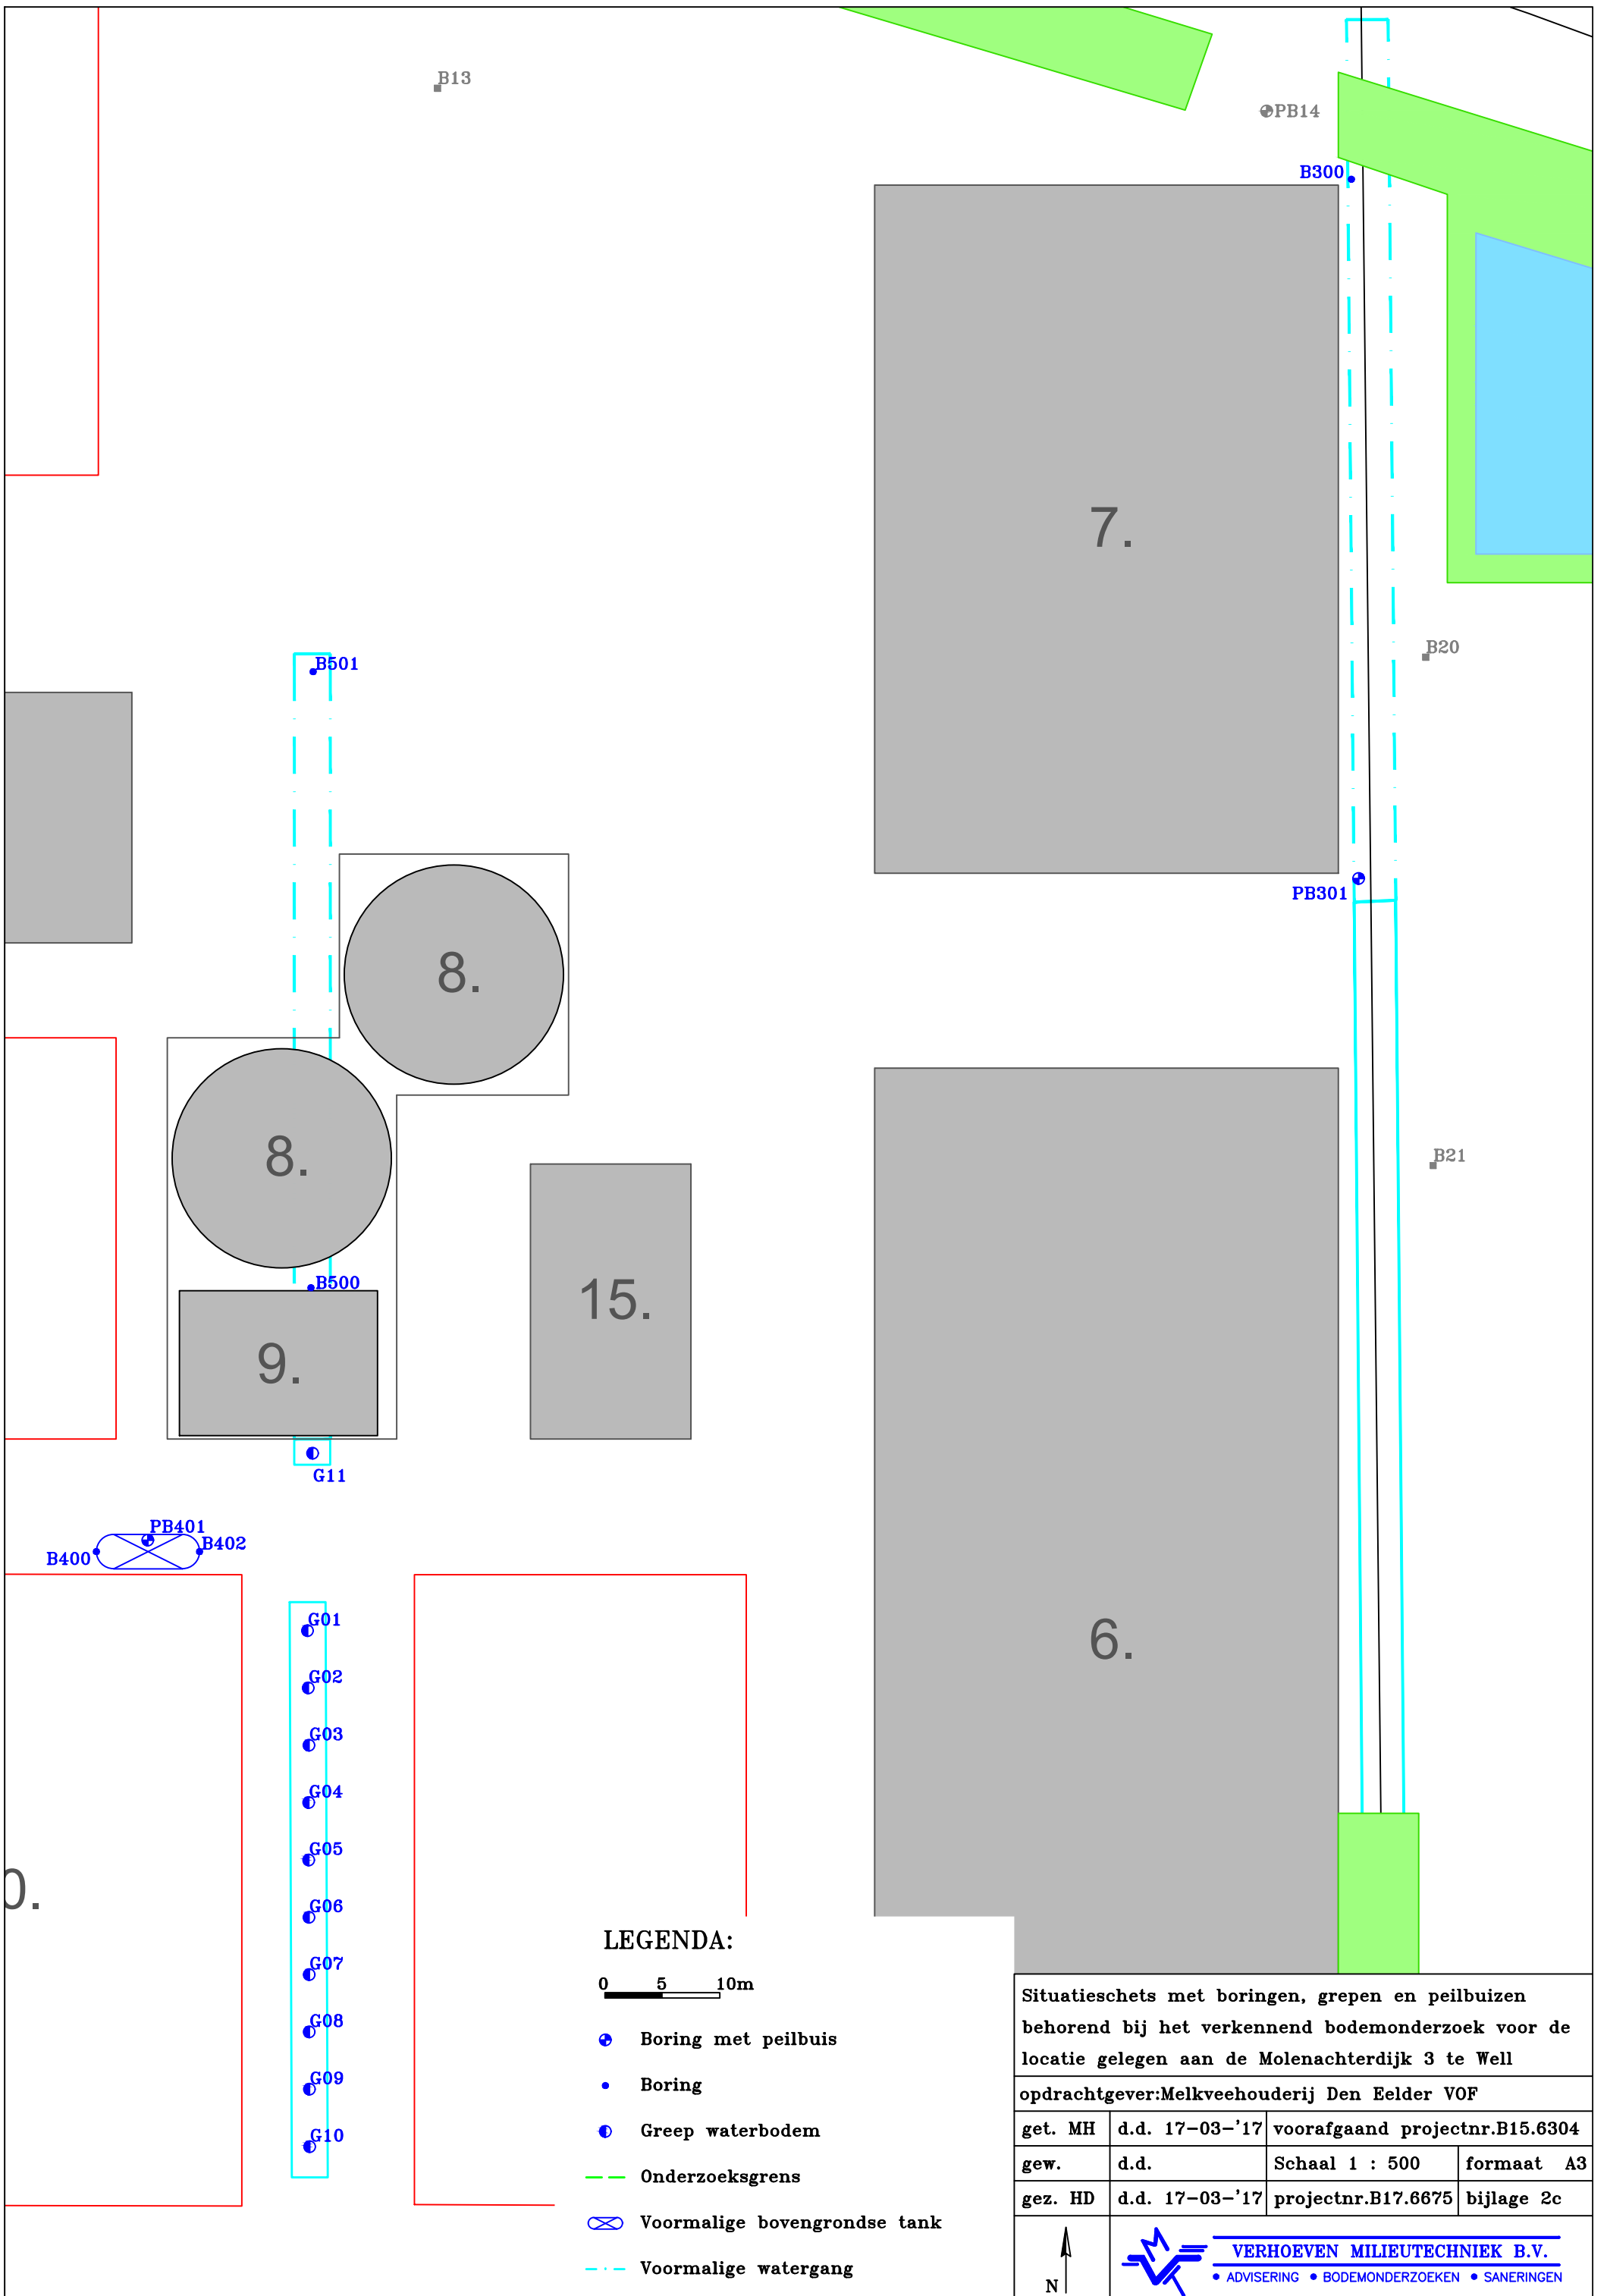 B13
PB14
B300
7.
B20
B501
PB301
8.
B21
8.
B500
15.
9.
G11
PB401
B402
B400
G01
6.
G02
G03
G04
G05
0.
G06
G07
G08
G09
G10
LEGENDA:
0 5 10m
Boring met peilbuis
Boring
Greep waterbodem
Onderzoeksgrens
Voormalige bovengrondse tank
Voormalige watergang
Situatieschets met boringen, grepen en peilbuizen
behorend bij het verkennend bodemonderzoek voor de
locatie gelegen aan de Molenachterdijk 3 te Well
opdrachtgever:Melkveehouderij Den Eelder VOF
get. MH d.d. 17-03-'17 voorafgaand projectnr.B15.6304
gew. d.d. Schaal 1 : 500 formaat A3
gez. HD d.d. 17-03-'17 projectnr.B17.6675 bijlage 2c
N
VERHOEVEN MILIEUTECHNIEK B.V.
• ADVISERING • BODEMONDERZOEKEN • SANERINGEN